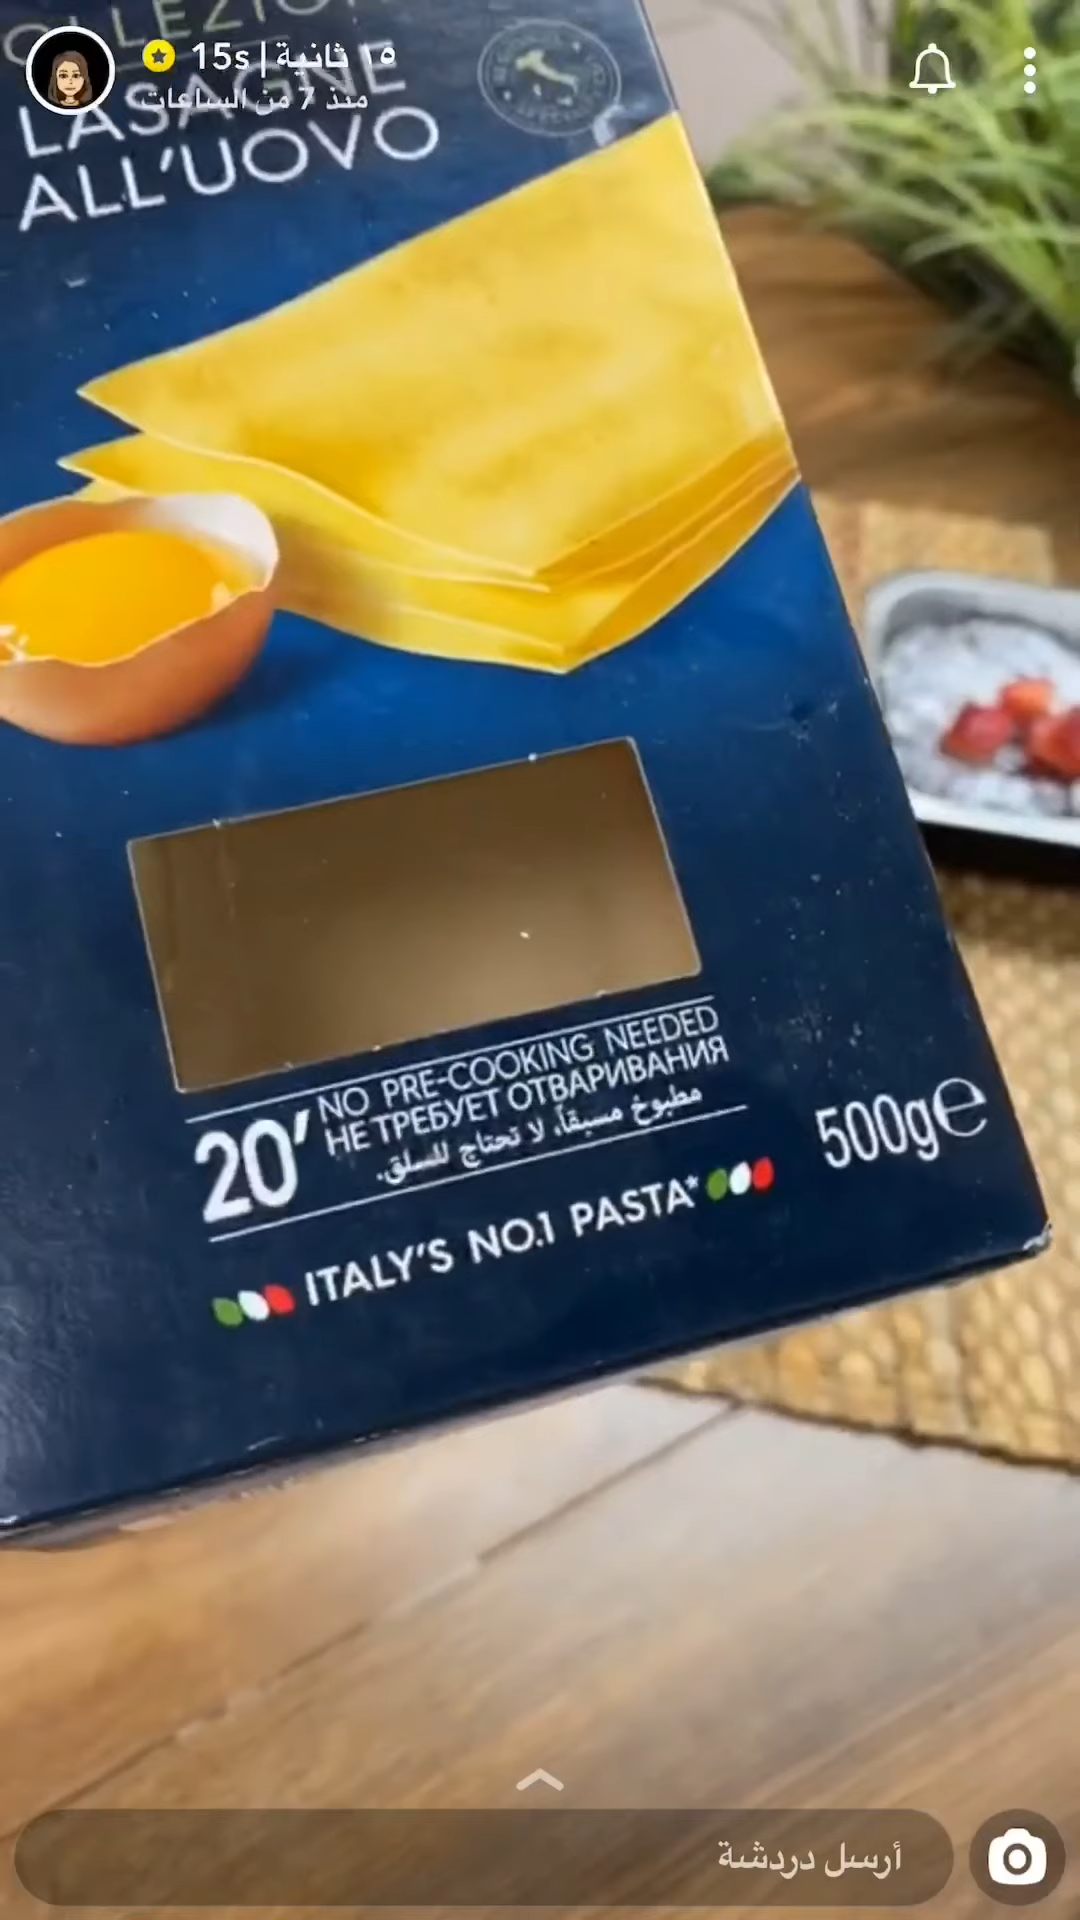 ١٥ ثانية | 15s
منذ 7 من الساعات
LASAGNE
ALL'UOVO
20' NO PRE-COOKING NEEDED
НЕ ТРЕБУЕТ ОТВАРИВАНИЯ
مطبوخ مسبقاً، لا تحتاج للسلق.
500g℮
ITALY'S NO.1 PASTA*
أرسل دردشة